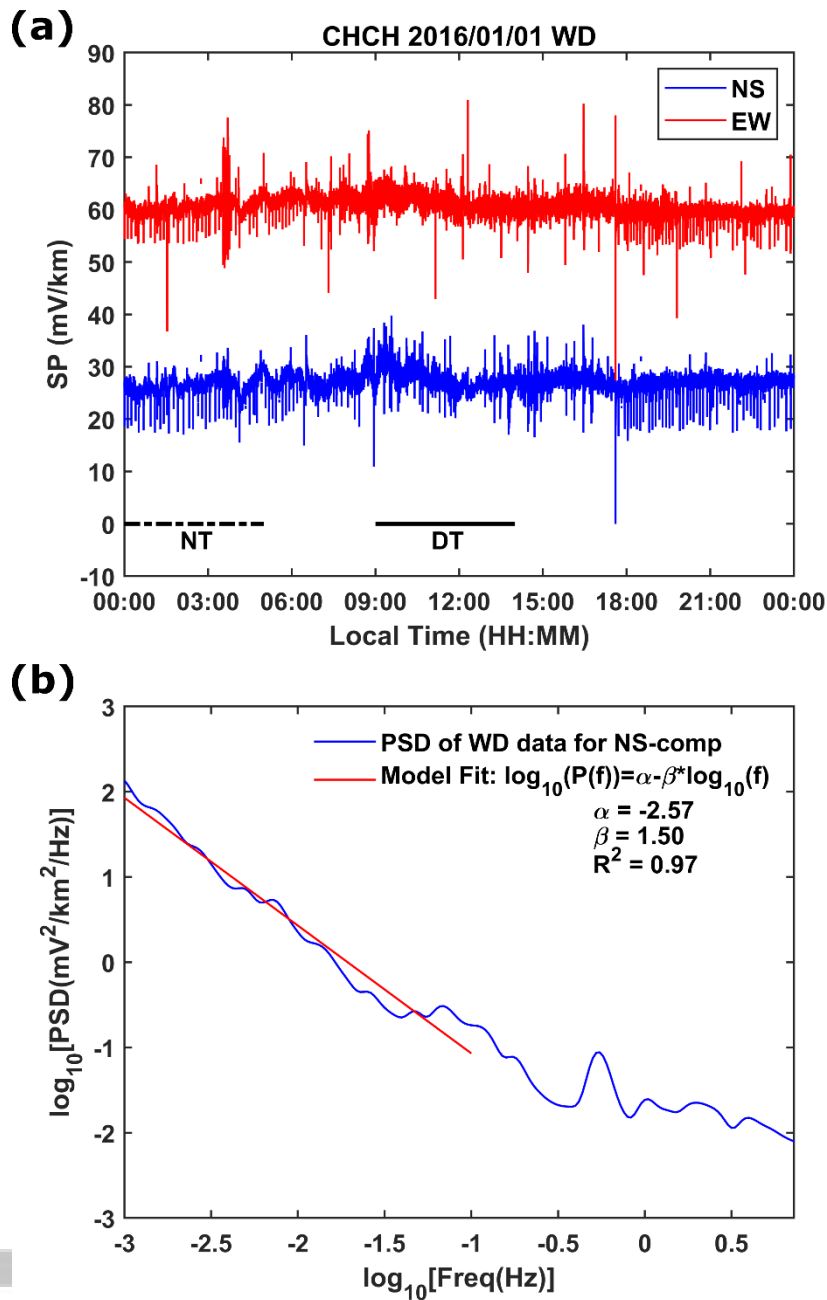 (a)
CHCH 2016/01/01 WD
90
80
70
60
50
40
30
20
10
0
-10
SP (mV/km)
NS
EW
NT
DT
00:00 03:00 06:00 09:00 12:00 15:00 18:00 21:00 00:00
Local Time (HH:MM)
(b)
3
2
1
0
-1
-2
-3
log10[PSD(mV²/km²/Hz)]
PSD of WD data for NS-comp
Model Fit: log10(P(f))=α-β*log10(f)
α = -2.57
β = 1.50
R² = 0.97
-3 -2.5 -2 -1.5 -1 -0.5 0 0.5
log10[Freq(Hz)]